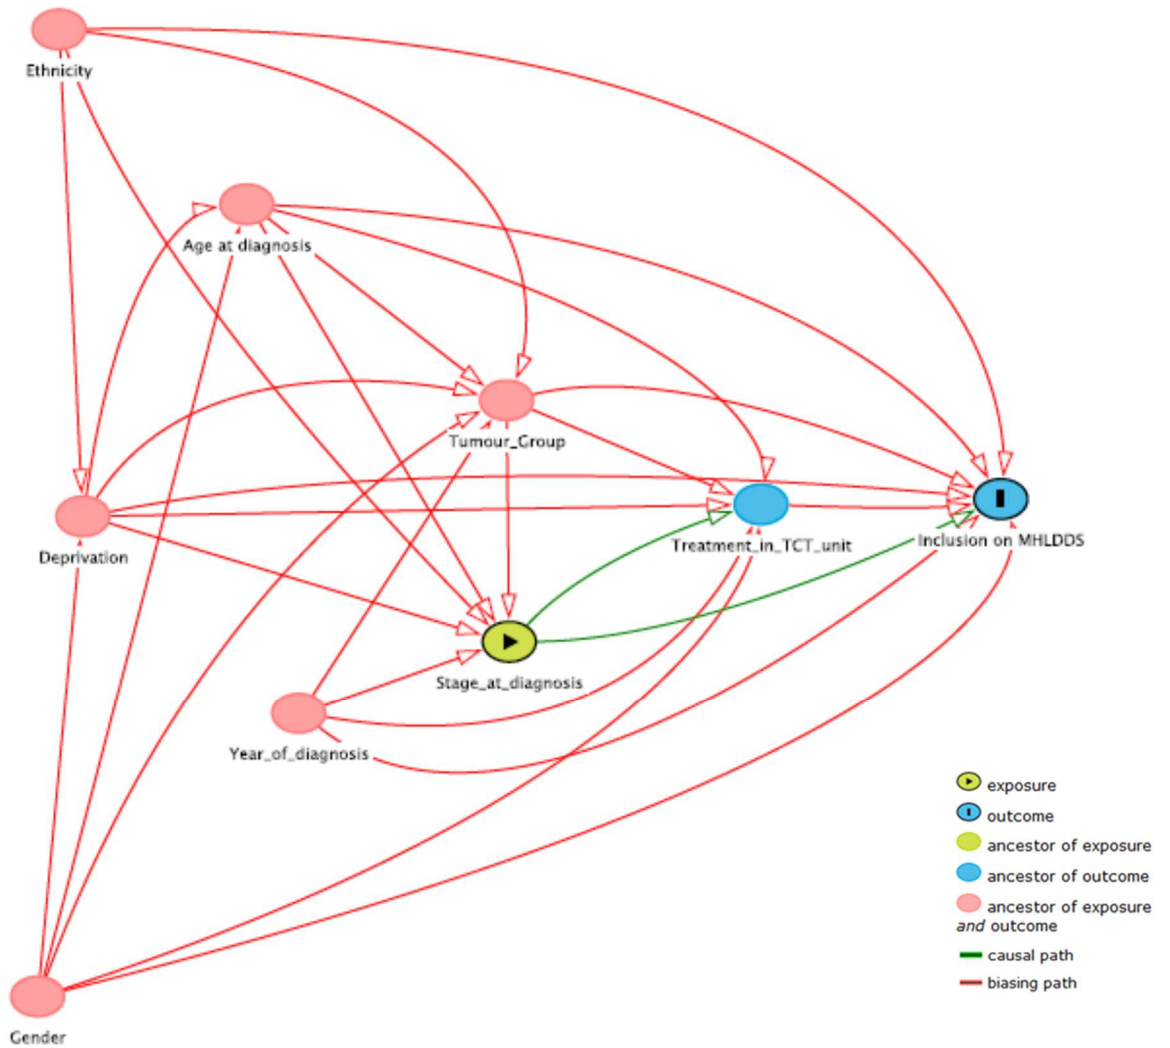 Ethnicity
Age at diagnosis
Tumour_Group
Deprivation
Treatment_in_TCT_unit
Inclusion on MHLDDS
Stage_at_diagnosis
Year_of_diagnosis
Gender
exposure
outcome
ancestor of exposure
ancestor of outcome
ancestor of exposure
and outcome
causal path
biasing path